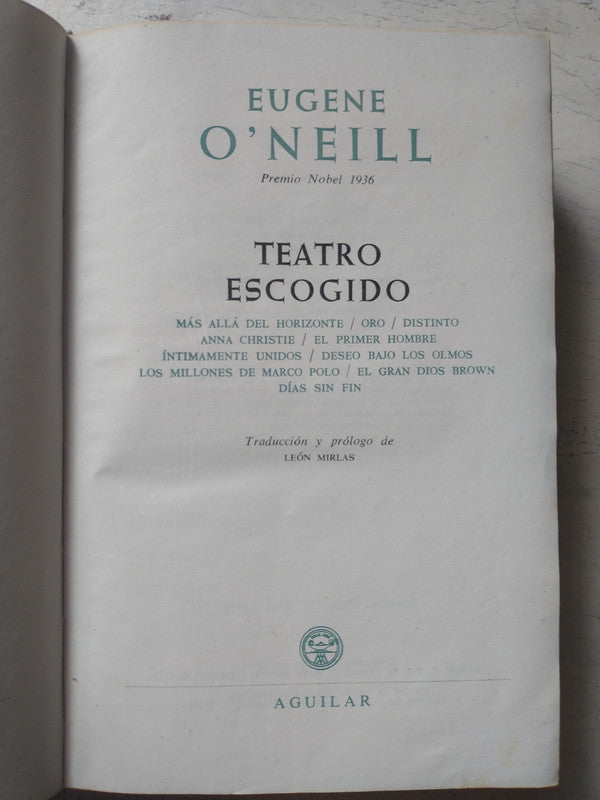 EUGENE
O'NEILL
Premio Nobel 1936
TEATRO
ESCOGIDO
MÁS ALLÁ DEL HORIZONTE / ORO / DISTINTO
ANNA CHRISTIE / EL PRIMER HOMBRE
ÍNTIMAMENTE UNIDOS / DESEO BAJO LOS OLMOS
LOS MILLONES DE MARCO POLO / EL GRAN DIOS BROWN
DÍAS SIN FIN
Traducción y prólogo de
LEÓN MIRLAS
AGUILAR